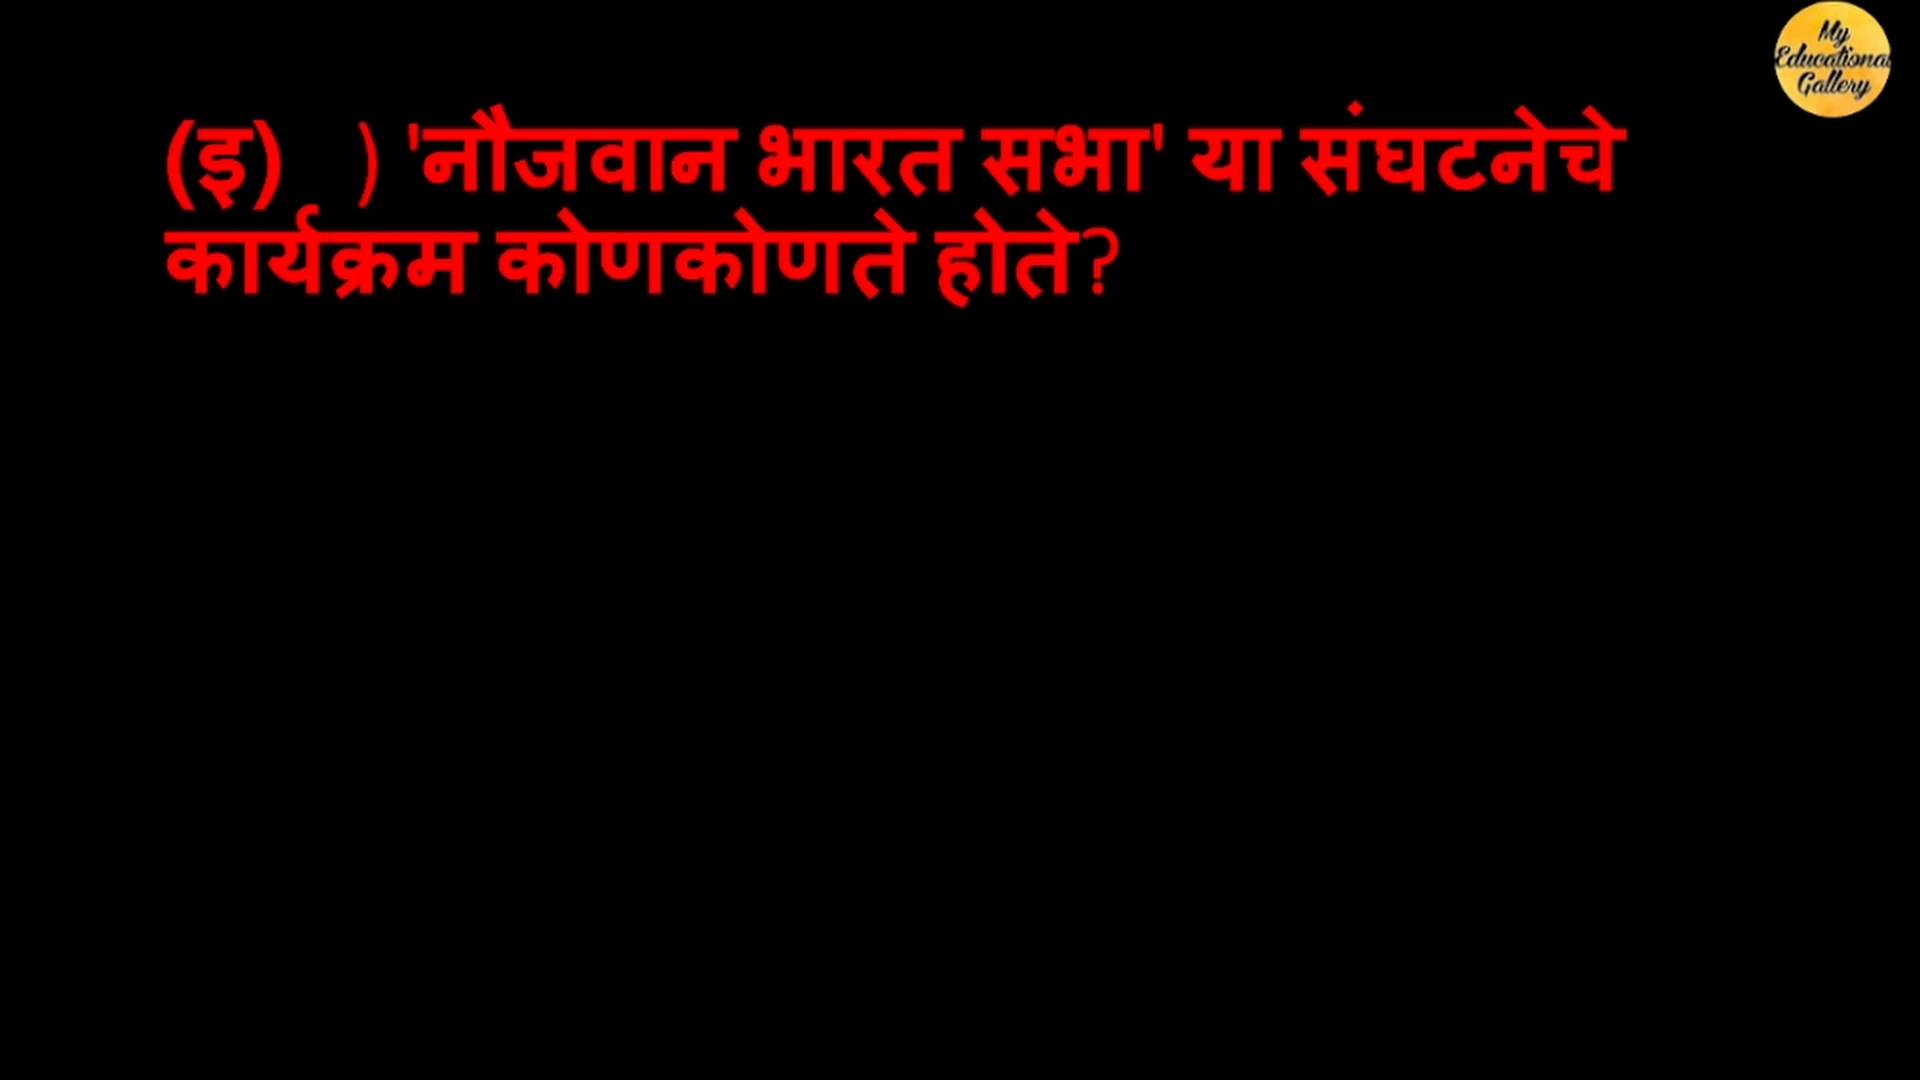 My
Educational
Gallery
(इ) ) 'नौजवान भारत सभा' या संघटनेचे
कार्यक्रम कोणकोणते होते?